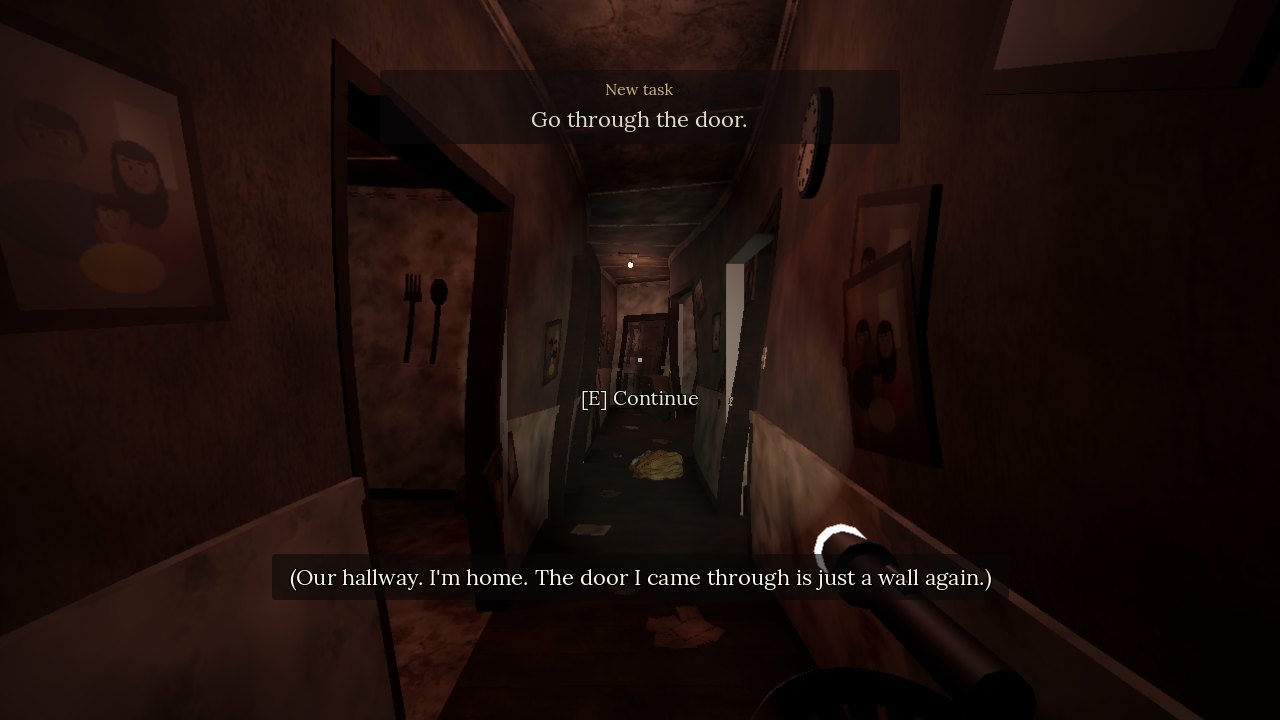 New task
Go through the door.
[E] Continue
(Our hallway. I'm home. The door I came through is just a wall again.)